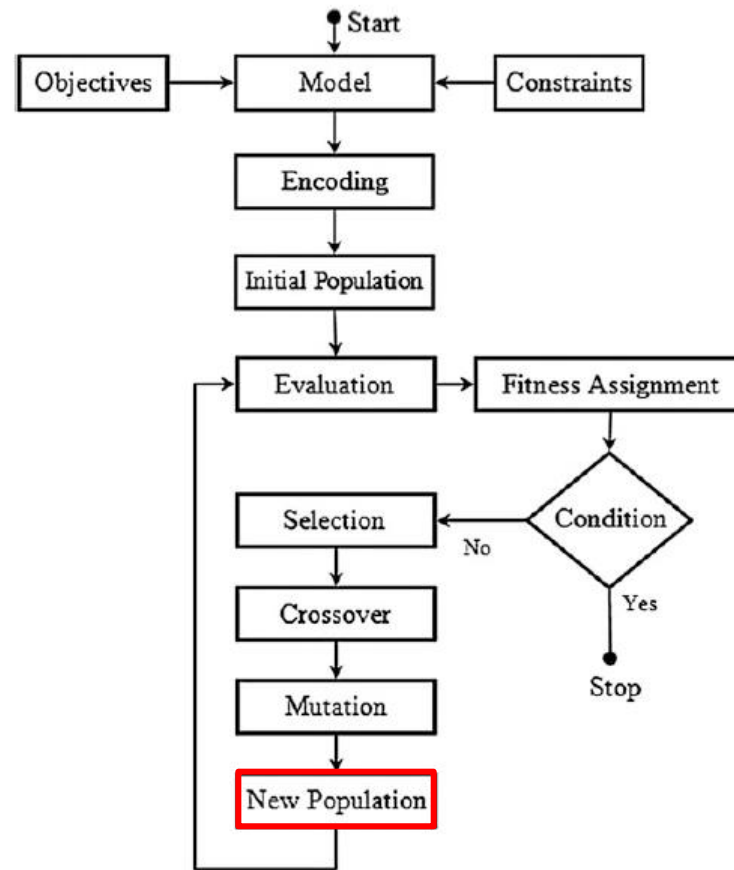 Start
Objectives
Model
Constraints
Encoding
Initial Population
Evaluation
Fitness Assignment
Selection
Condition
No
Crossover
Yes
Mutation
Stop
New Population